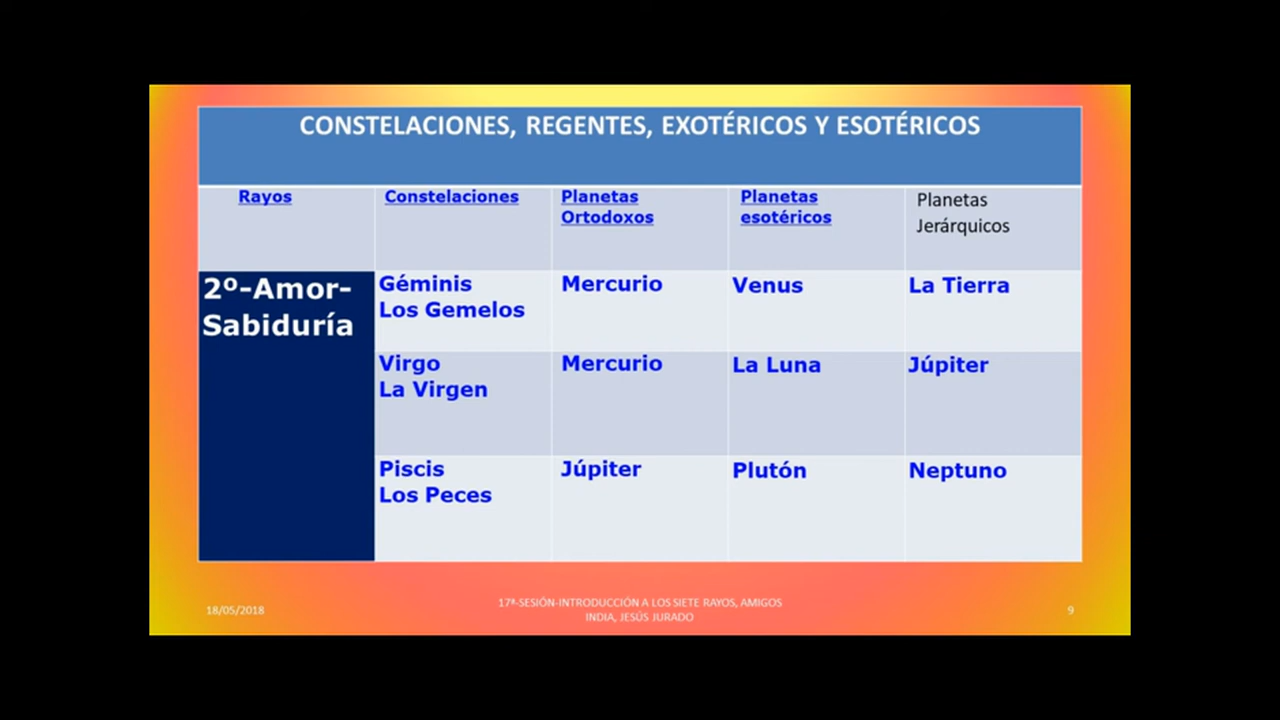 CONSTELACIONES, REGENTES, EXOTÉRICOS Y ESOTÉRICOS
Rayos
Constelaciones
Planetas
Ortodoxos
Planetas
esotéricos
Planetas
Jerárquicos
2º-Amor-
Sabiduría
Géminis
Los Gemelos
Mercurio
Venus
La Tierra
Virgo
La Virgen
Mercurio
La Luna
Júpiter
Piscis
Los Peces
Júpiter
Plutón
Neptuno
18/05/2018
17ª-SESIÓN-INTRODUCCIÓN A LOS SIETE RAYOS, AMIGOS
INDIA, JESÚS JURADO
9